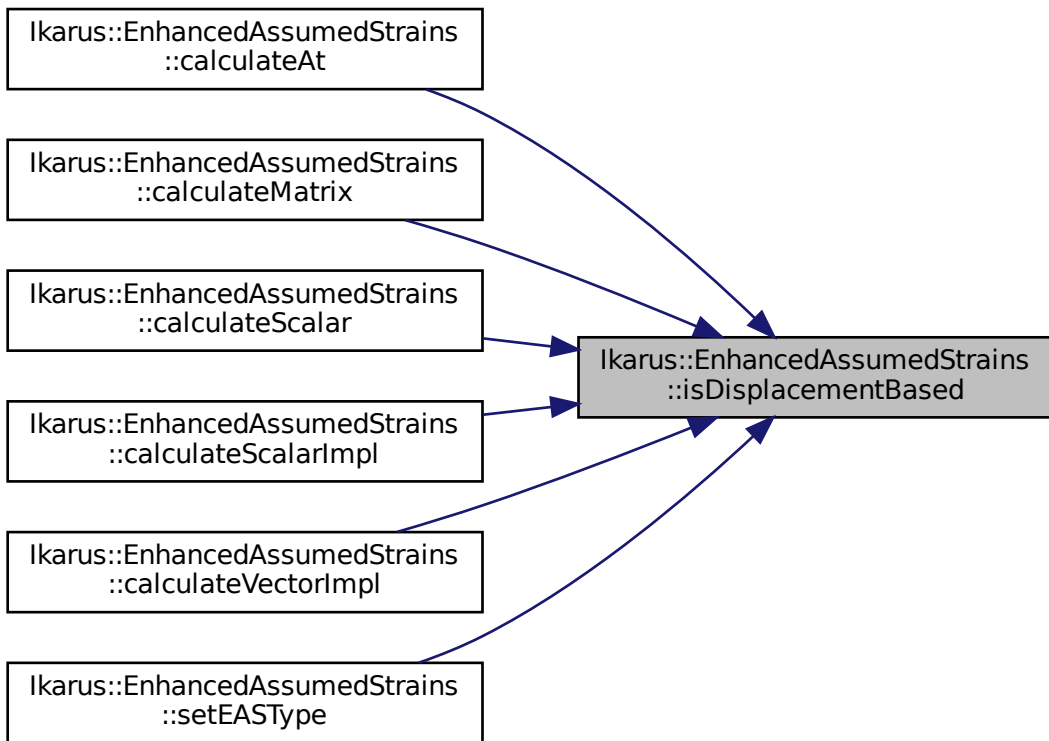 Ikarus::EnhancedAssumedStrains
::calculateAt
Ikarus::EnhancedAssumedStrains
::calculateMatrix
Ikarus::EnhancedAssumedStrains
::calculateScalar
Ikarus::EnhancedAssumedStrains
::isDisplacementBased
Ikarus::EnhancedAssumedStrains
::calculateScalarImpl
Ikarus::EnhancedAssumedStrains
::calculateVectorImpl
Ikarus::EnhancedAssumedStrains
::setEASType